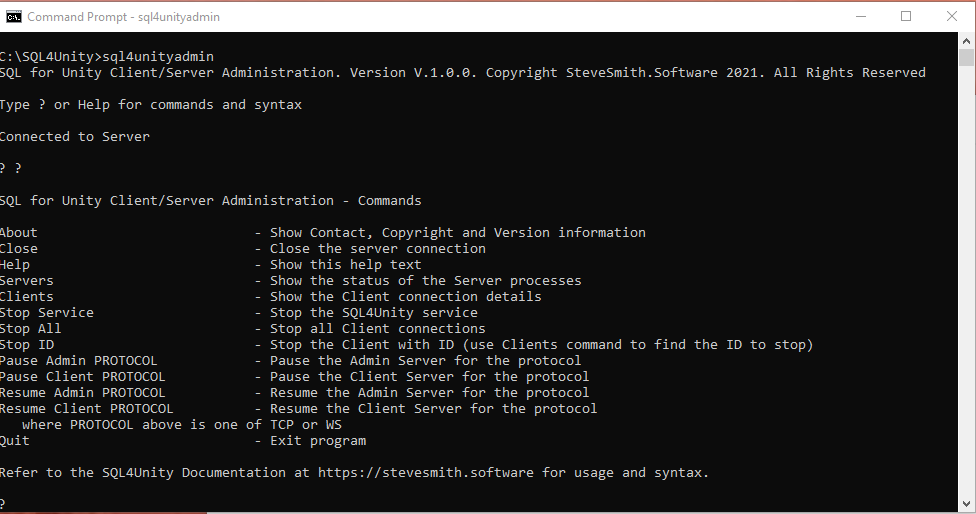 Command Prompt - sql4unityadmin
C:\SQL4Unity>sql4unityadmin
SQL for Unity Client/Server Administration. Version V.1.0.0. Copyright SteveSmith.Software 2021. All Rights Reserved
Type ? or Help for commands and syntax
Connected to Server
? ?
SQL for Unity Client/Server Administration - Commands
About - Show Contact, Copyright and Version information
Close - Close the server connection
Help - Show this help text
Servers - Show the status of the Server processes
Clients - Show the Client connection details
Stop Service - Stop the SQL4Unity service
Stop All - Stop all Client connections
Stop ID - Stop the Client with ID (use Clients command to find the ID to stop)
Pause Admin PROTOCOL - Pause the Admin Server for the protocol
Pause Client PROTOCOL - Pause the Client Server for the protocol
Resume Admin PROTOCOL - Resume the Admin Server for the protocol
Resume Client PROTOCOL - Resume the Client Server for the protocol
where PROTOCOL above is one of TCP or WS
Quit - Exit program
Refer to the SQL4Unity Documentation at https://stevesmith.software for usage and syntax.
?